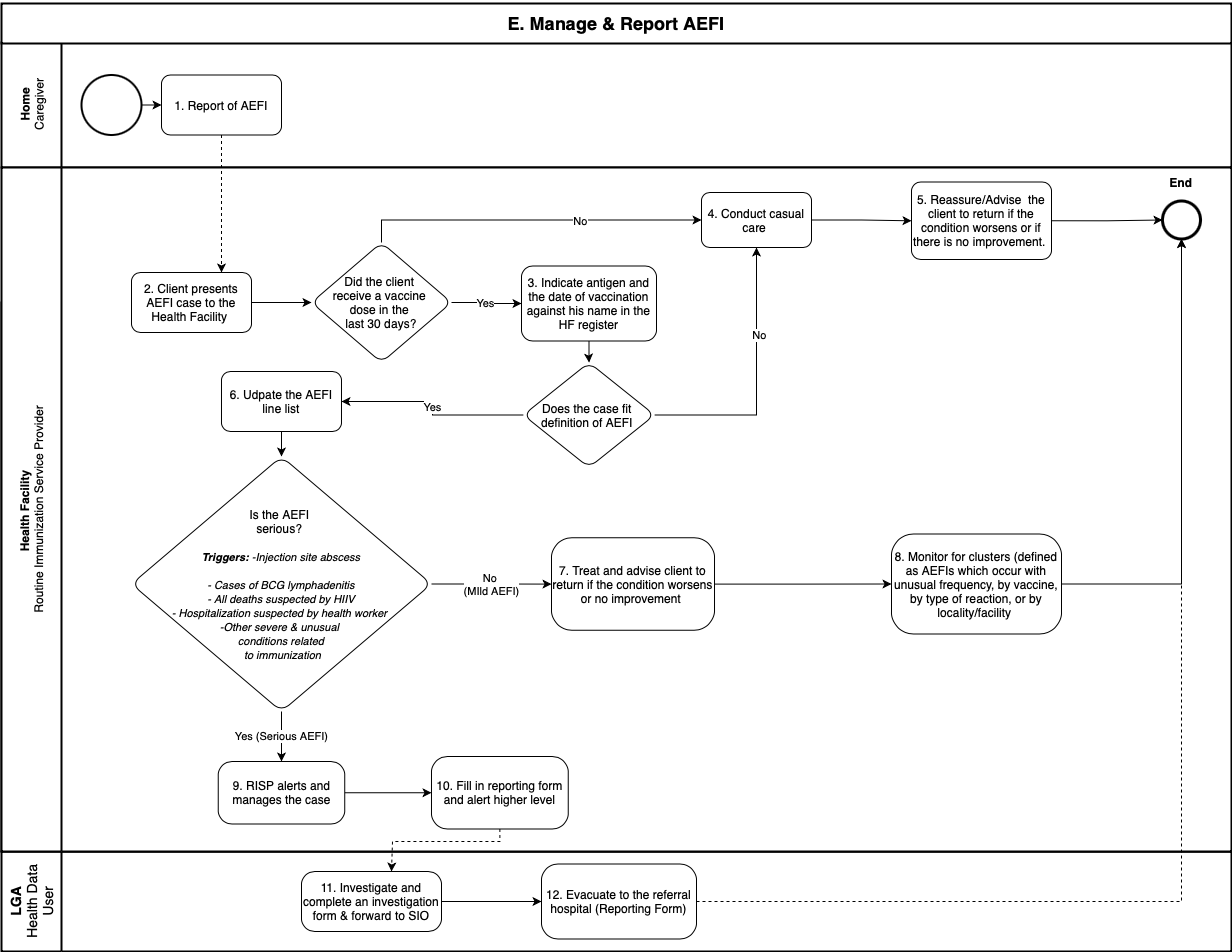 E. Manage & Report AEFI
Home
Caregiver
1. Report of AEFI
Health Facility
Routine Immunization Service Provider
End
2. Client presents
AEFI case to the
Health Facility
Did the client
receive a vaccine
dose in the
last 30 days?
No
Yes
3. Indicate antigen and
the date of vaccination
against his name in the
HF register
4. Conduct casual
care
5. Reassure/Advise the
client to return if the
condition worsens or if
there is no improvement.
Does the case fit
definition of AEFI
No
Yes
6. Udpate the AEFI
line list
Is the AEFI
serious?
Triggers: -Injection site abscess
- Cases of BCG lymphadenitis
- All deaths suspected by HIIV
- Hospitalization suspected by health worker
-Other severe & unusual
conditions related
to immunization
No
(MIld AEFI)
7. Treat and advise client to
return if the condition worsens
or no improvement
8. Monitor for clusters (defined
as AEFIs which occur with
unusual frequency, by vaccine,
by type of reaction, or by
locality/facility
Yes (Serious AEFI)
9. RISP alerts and
manages the case
10. Fill in reporting form
and alert higher level
LGA
Health Data
User
11. Investigate and
complete an investigation
form & forward to SIO
12. Evacuate to the referral
hospital (Reporting Form)